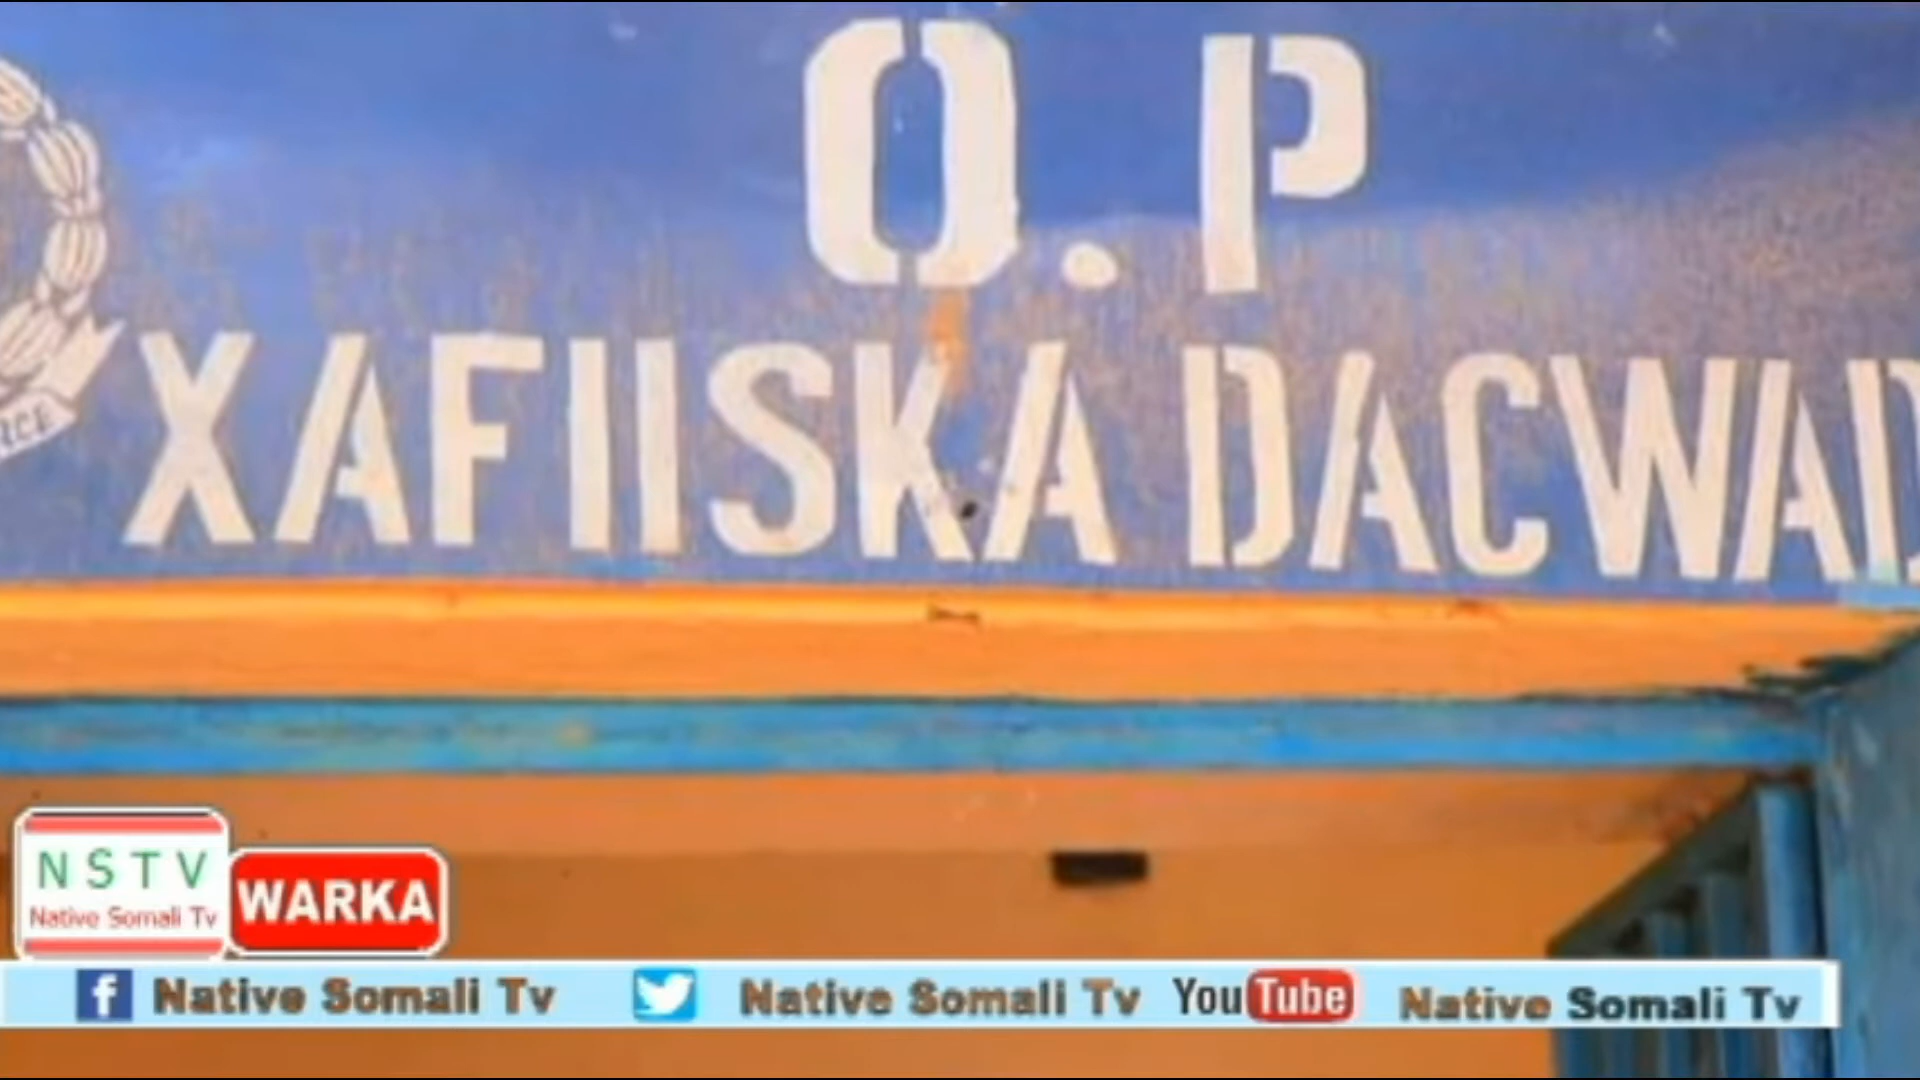 O.P
XAFIISKA DACWAD
NSTV
Native Somali Tv
WARKA
Native Somali Tv
Native Somali Tv
YouTube
Native Somali Tv